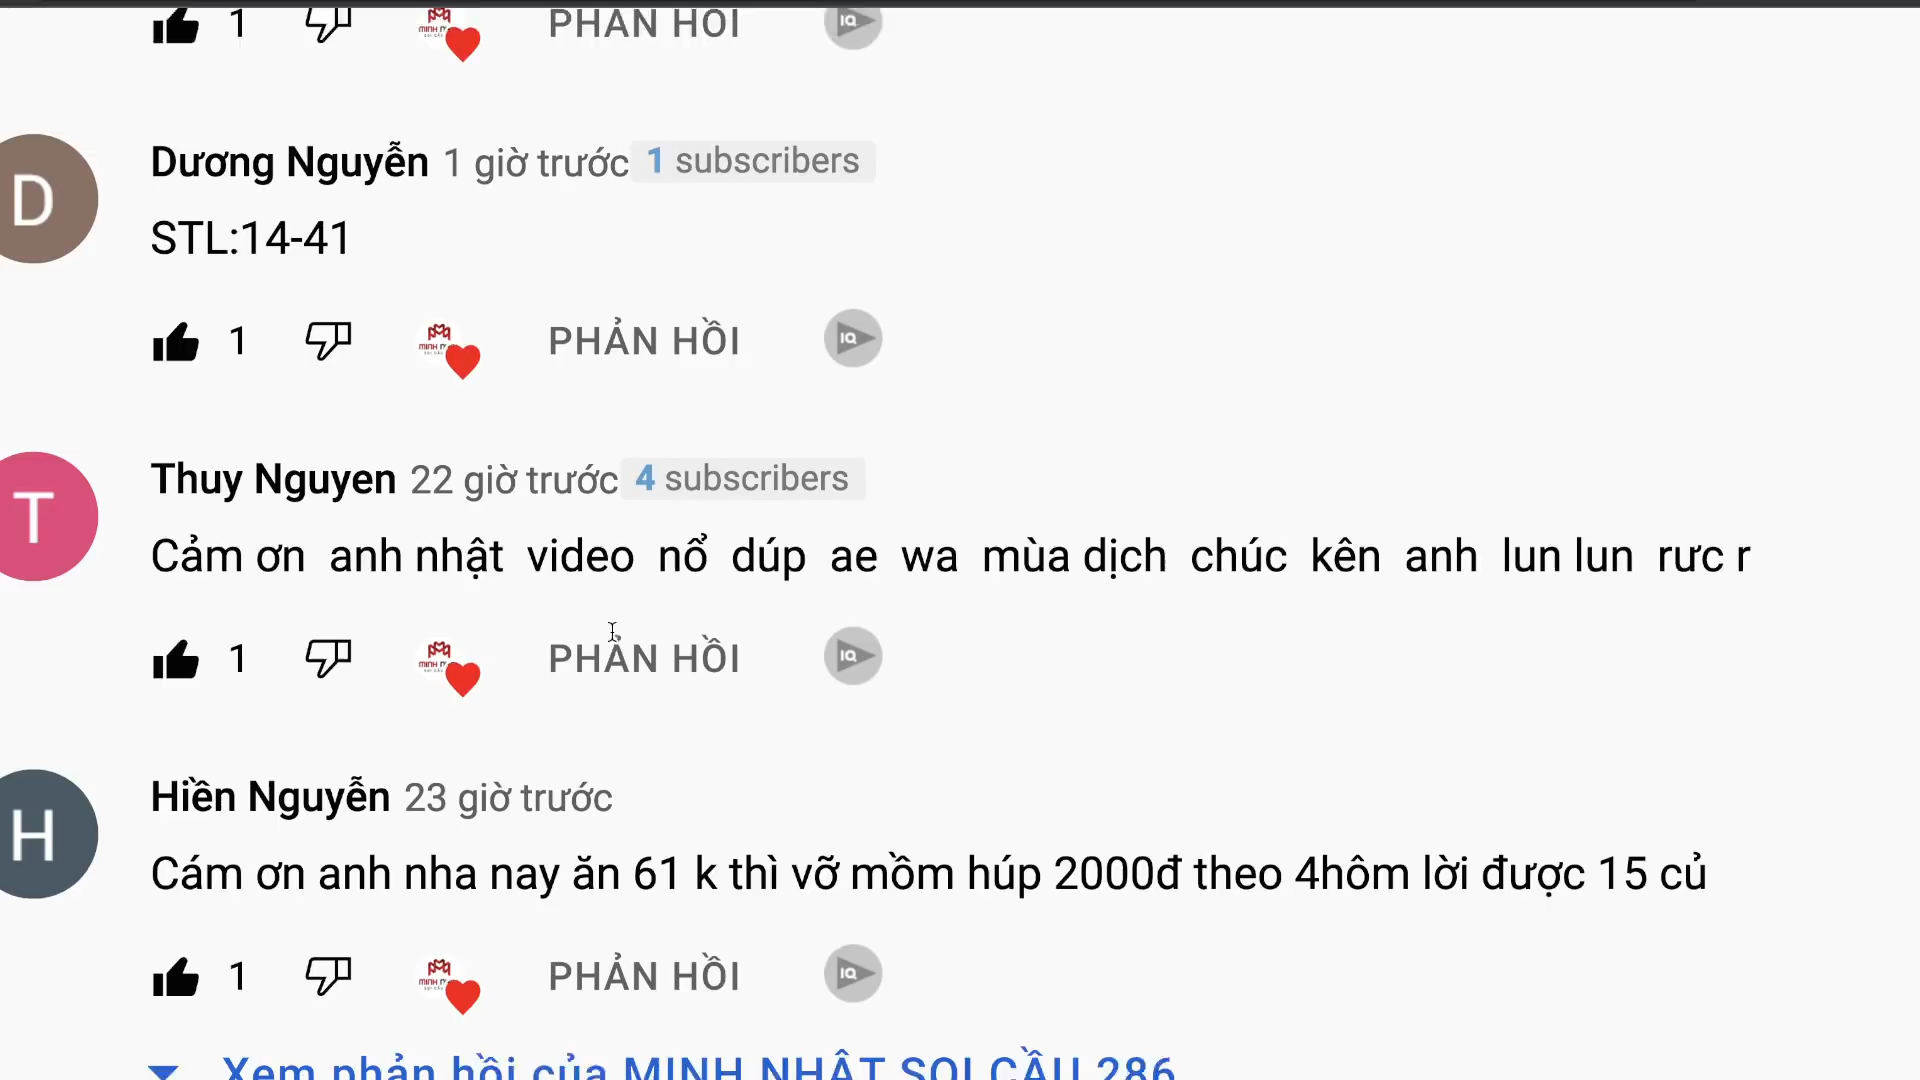 1 PHẢN HỒI
D
Dương Nguyễn 1 giờ trước 1 subscribers
STL:14-41
1 PHẢN HỒI
T
Thuy Nguyen 22 giờ trước 4 subscribers
Cảm ơn anh nhật video nổ dúp ae wa mùa dịch chúc kên anh lun lun rưc r
1 PHẢN HỒI
H
Hiền Nguyễn 23 giờ trước
Cám ơn anh nha nay ăn 61 k thì vỡ mồm húp 2000đ theo 4hôm lời được 15 củ
1 PHẢN HỒI
Xem phản hồi của MINH NHẬT SOI CẦU 286